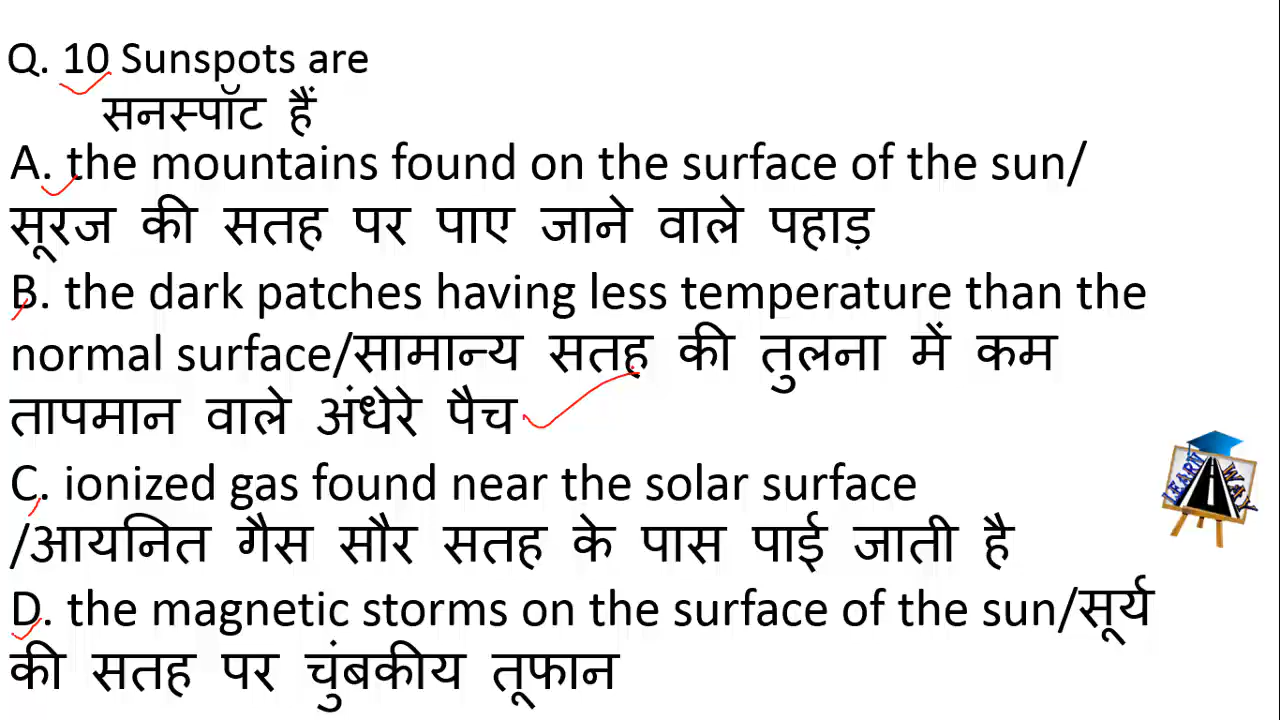 Q. 10 Sunspots are
सनस्पॉट हैं
A. the mountains found on the surface of the sun/
सूरज की सतह पर पाए जाने वाले पहाड़
B. the dark patches having less temperature than the
normal surface/सामान्य सतह की तुलना में कम
तापमान वाले अंधेरे पैच
C. ionized gas found near the solar surface
/आयनित गैस सौर सतह के पास पाई जाती है
D. the magnetic storms on the surface of the sun/सूर्य
की सतह पर चुंबकीय तूफान
LEARN WAY